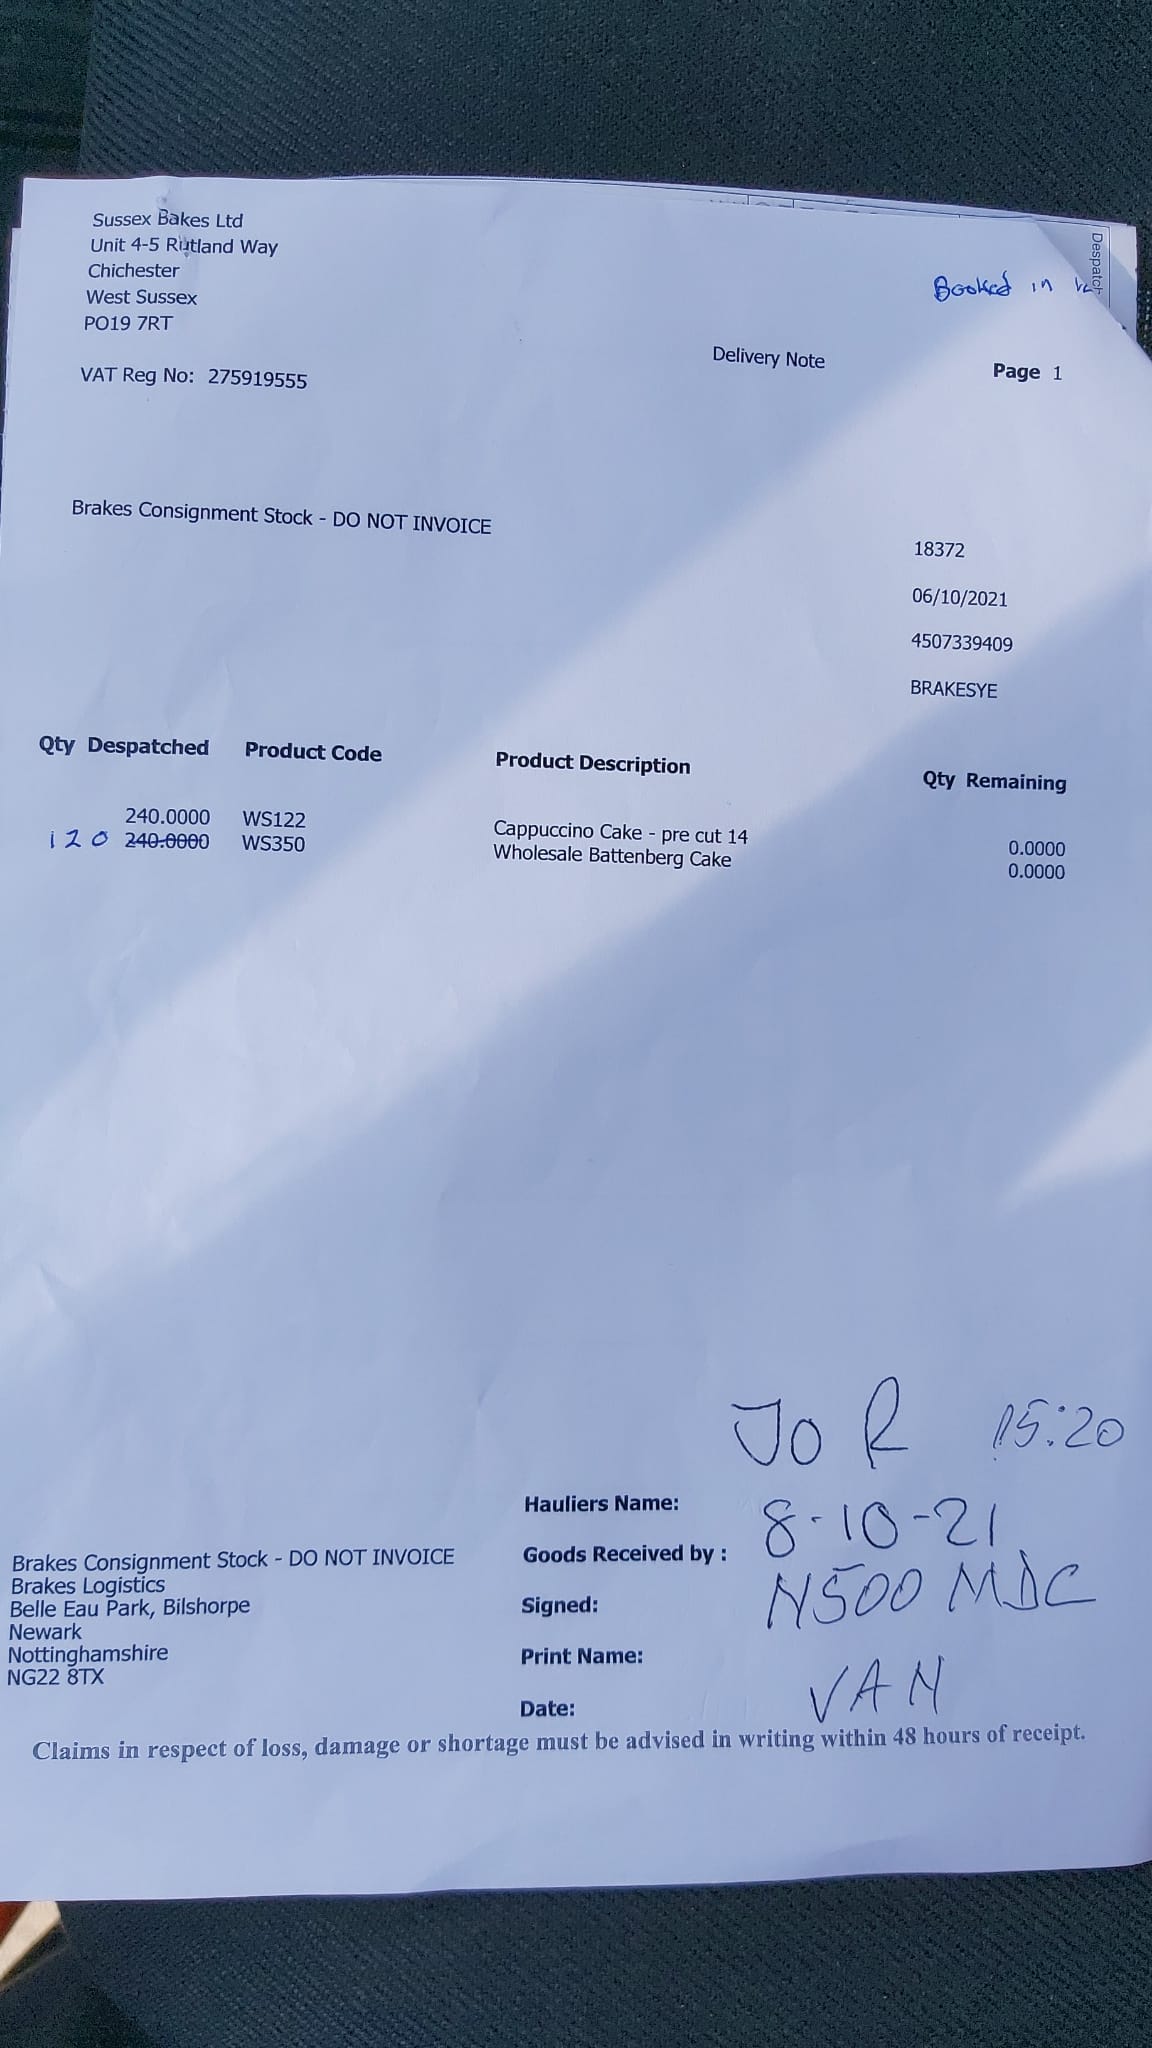 Sussex Bakes Ltd
Unit 4-5 Rutland Way
Chichester
West Sussex
PO19 7RT
Despatch
Booked in
VAT Reg No: 275919555
Delivery Note
Page 1
Brakes Consignment Stock - DO NOT INVOICE
18372
06/10/2021
4507339409
BRAKESYE
Qty Despatched Product Code Product Description Qty Remaining
240.0000 WS122 Cappuccino Cake - pre cut 14 0.0000
120 240.0000 WS350 Wholesale Battenberg Cake 0.0000
Jo R 15:20
Hauliers Name:
8-10-21
Goods Received by :
N500 MDC
Signed:
Print Name:
VAN
Date:
Brakes Consignment Stock - DO NOT INVOICE
Brakes Logistics
Belle Eau Park, Bilshorpe
Newark
Nottinghamshire
NG22 8TX
Claims in respect of loss, damage or shortage must be advised in writing within 48 hours of receipt.